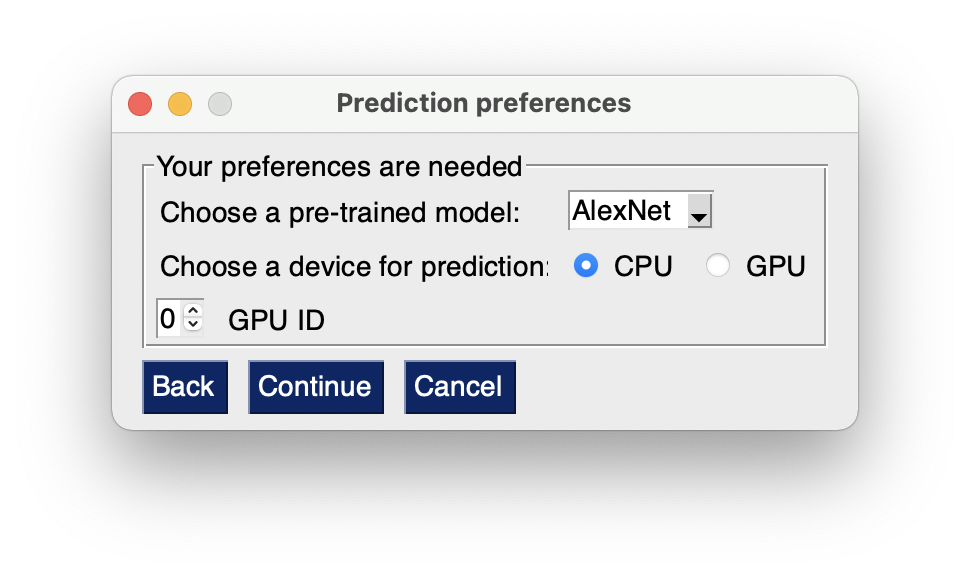 Prediction preferences
Your preferences are needed
Choose a pre-trained model: AlexNet
Choose a device for prediction: CPU GPU
0 GPU ID
Back Continue Cancel